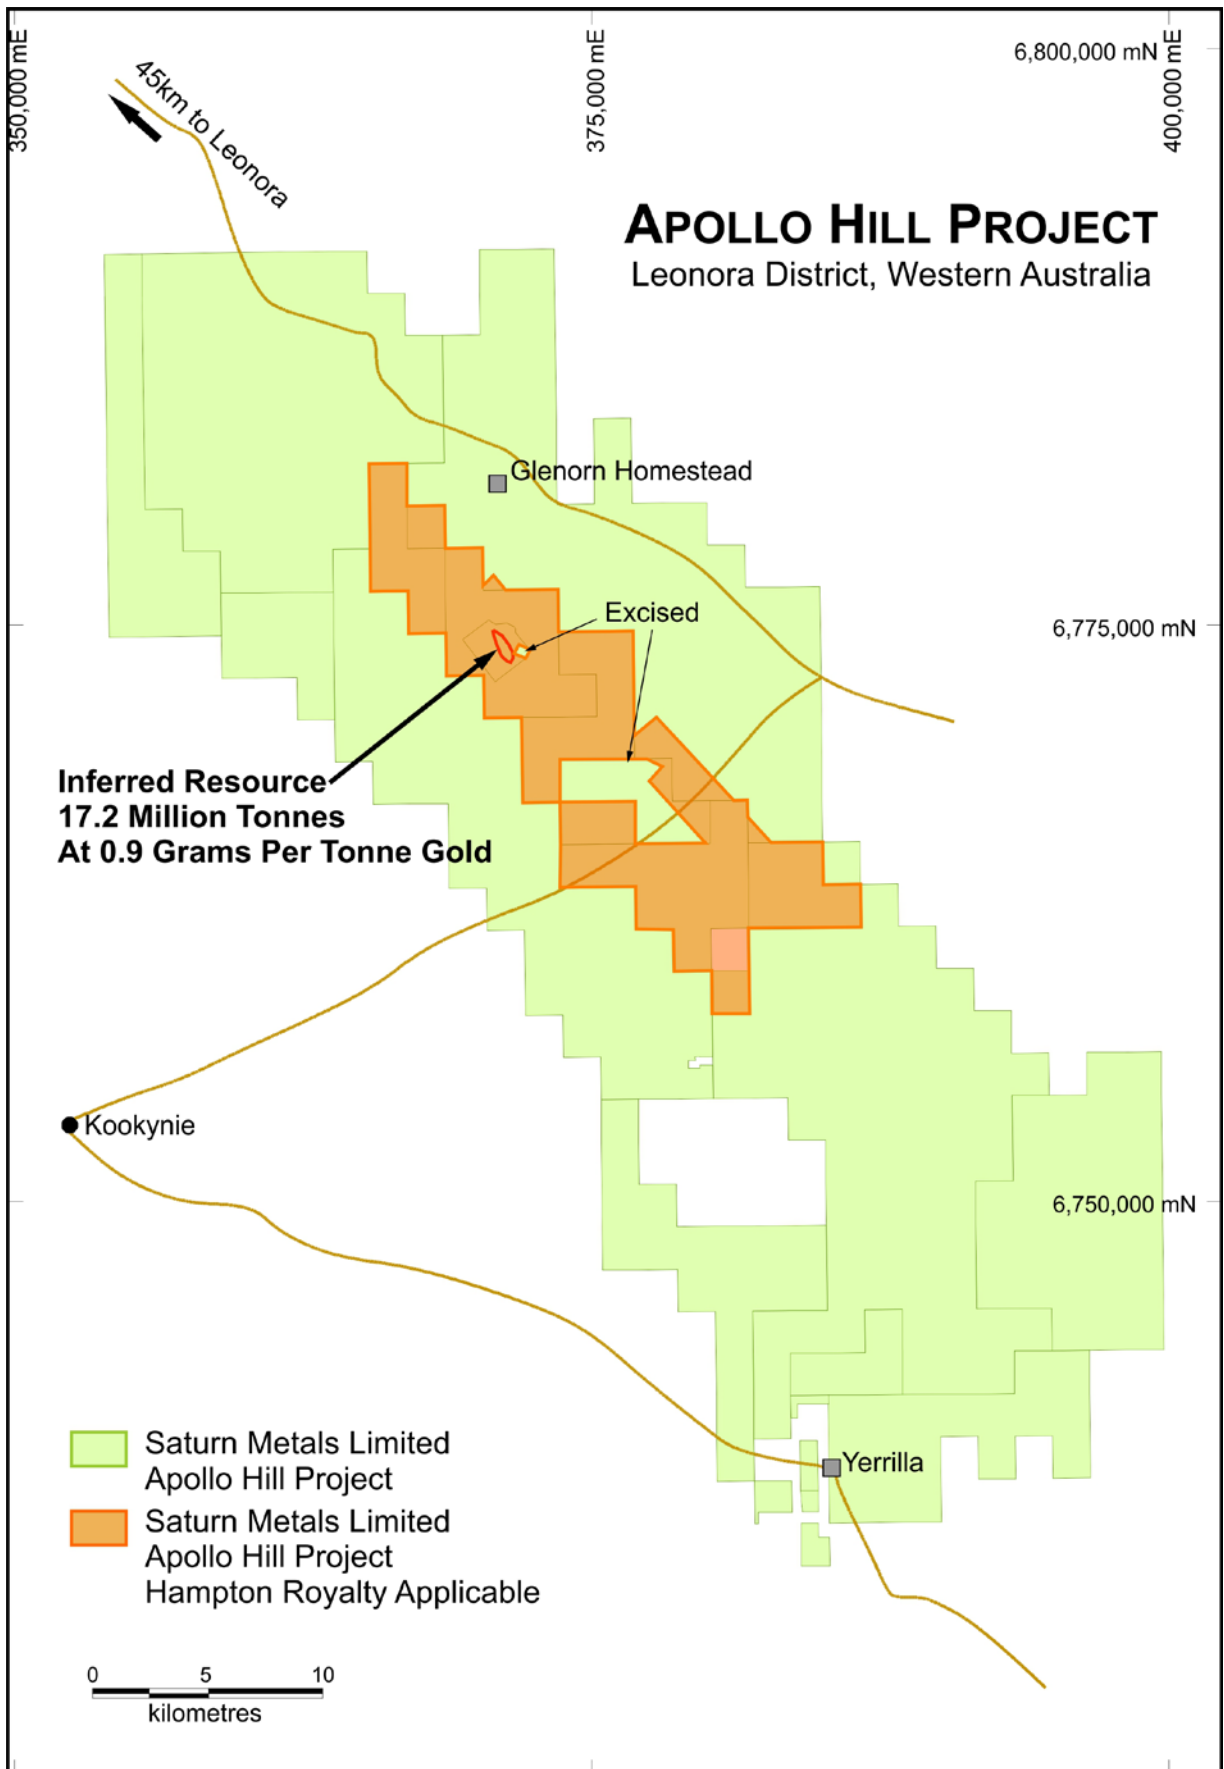 350,000 mE
375,000 mE
400,000 mE
6,800,000 mN
45km to Leonora
APOLLO HILL PROJECT
Leonora District, Western Australia
Glenorn Homestead
Excised
6,775,000 mN
Inferred Resource
17.2 Million Tonnes
At 0.9 Grams Per Tonne Gold
Kookynie
6,750,000 mN
Saturn Metals Limited
Apollo Hill Project
Yerrilla
Saturn Metals Limited
Apollo Hill Project
Hampton Royalty Applicable
0 5 10
kilometres